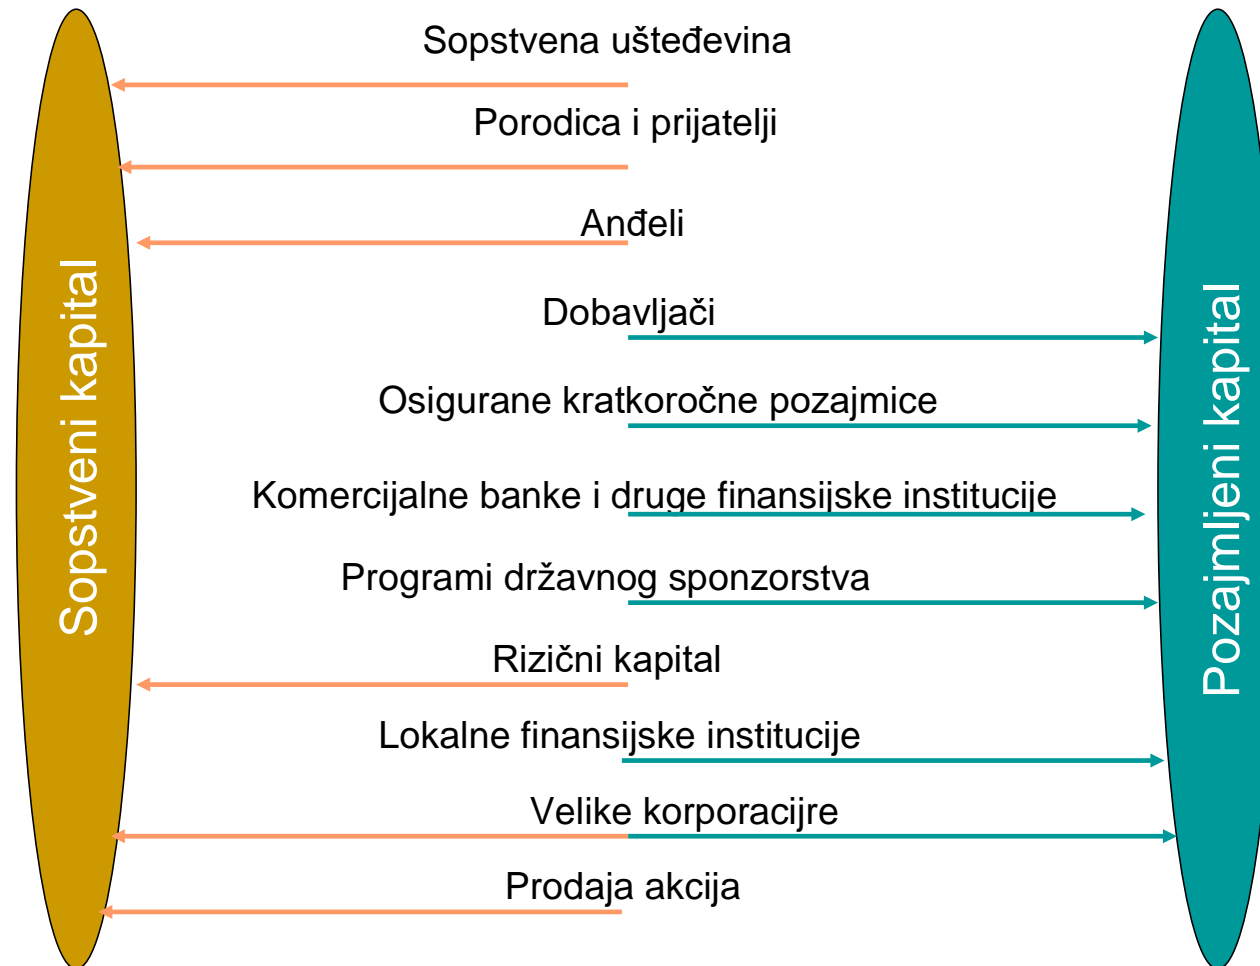 Sopstveni kapital
Sopstvena ušteđevina
Porodica i prijatelji
Anđeli
Dobavljači
Osigurane kratkoročne pozajmice
Komercijalne banke i druge finansijske institucije
Programi državnog sponzorstva
Rizični kapital
Lokalne finansijske institucije
Velike korporacijre
Prodaja akcija
Pozajmljeni kapital